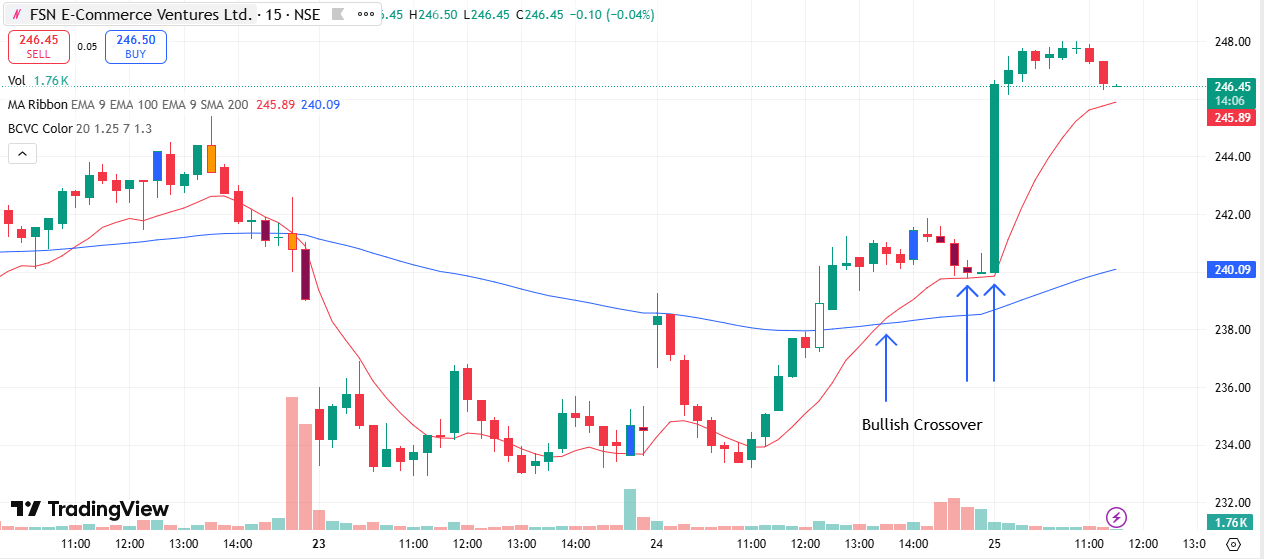 FSN E-Commerce Ventures Ltd. · 15 · NSE 6.45 H246.50 L246.45 C246.45 −0.10 (−0.04%)
246.45 SELL 0.05 246.50 BUY
Vol 1.76 K
MA Ribbon EMA 9 EMA 100 EMA 9 SMA 200 245.89 240.09
BCVC Color 20 1.25 7 1.3
248.00
246.45
14:06
245.89
244.00
242.00
240.09
238.00
236.00
234.00
232.00
1.76 K
Bullish Crossover
TradingView
11:00 12:00 13:00 14:00 23 11:00 12:00 13:00 14:00 24 11:00 12:00 13:00 14:00 25 11:00 12:00 13:0